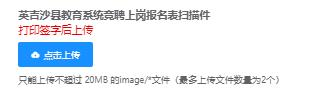 英吉沙县教育系统竞聘上岗报名表扫描件
打印签字后上传
点击上传
只能上传不超过 20MB 的image/*文件（最多上传文件数量为2个）